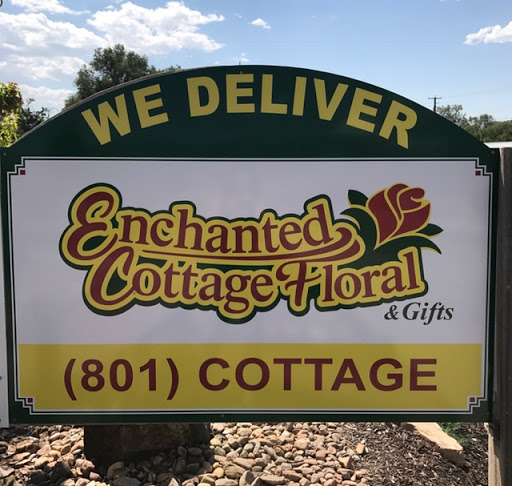 WE DELIVER
Enchanted
Cottage Floral
& Gifts
(801) COTTAGE